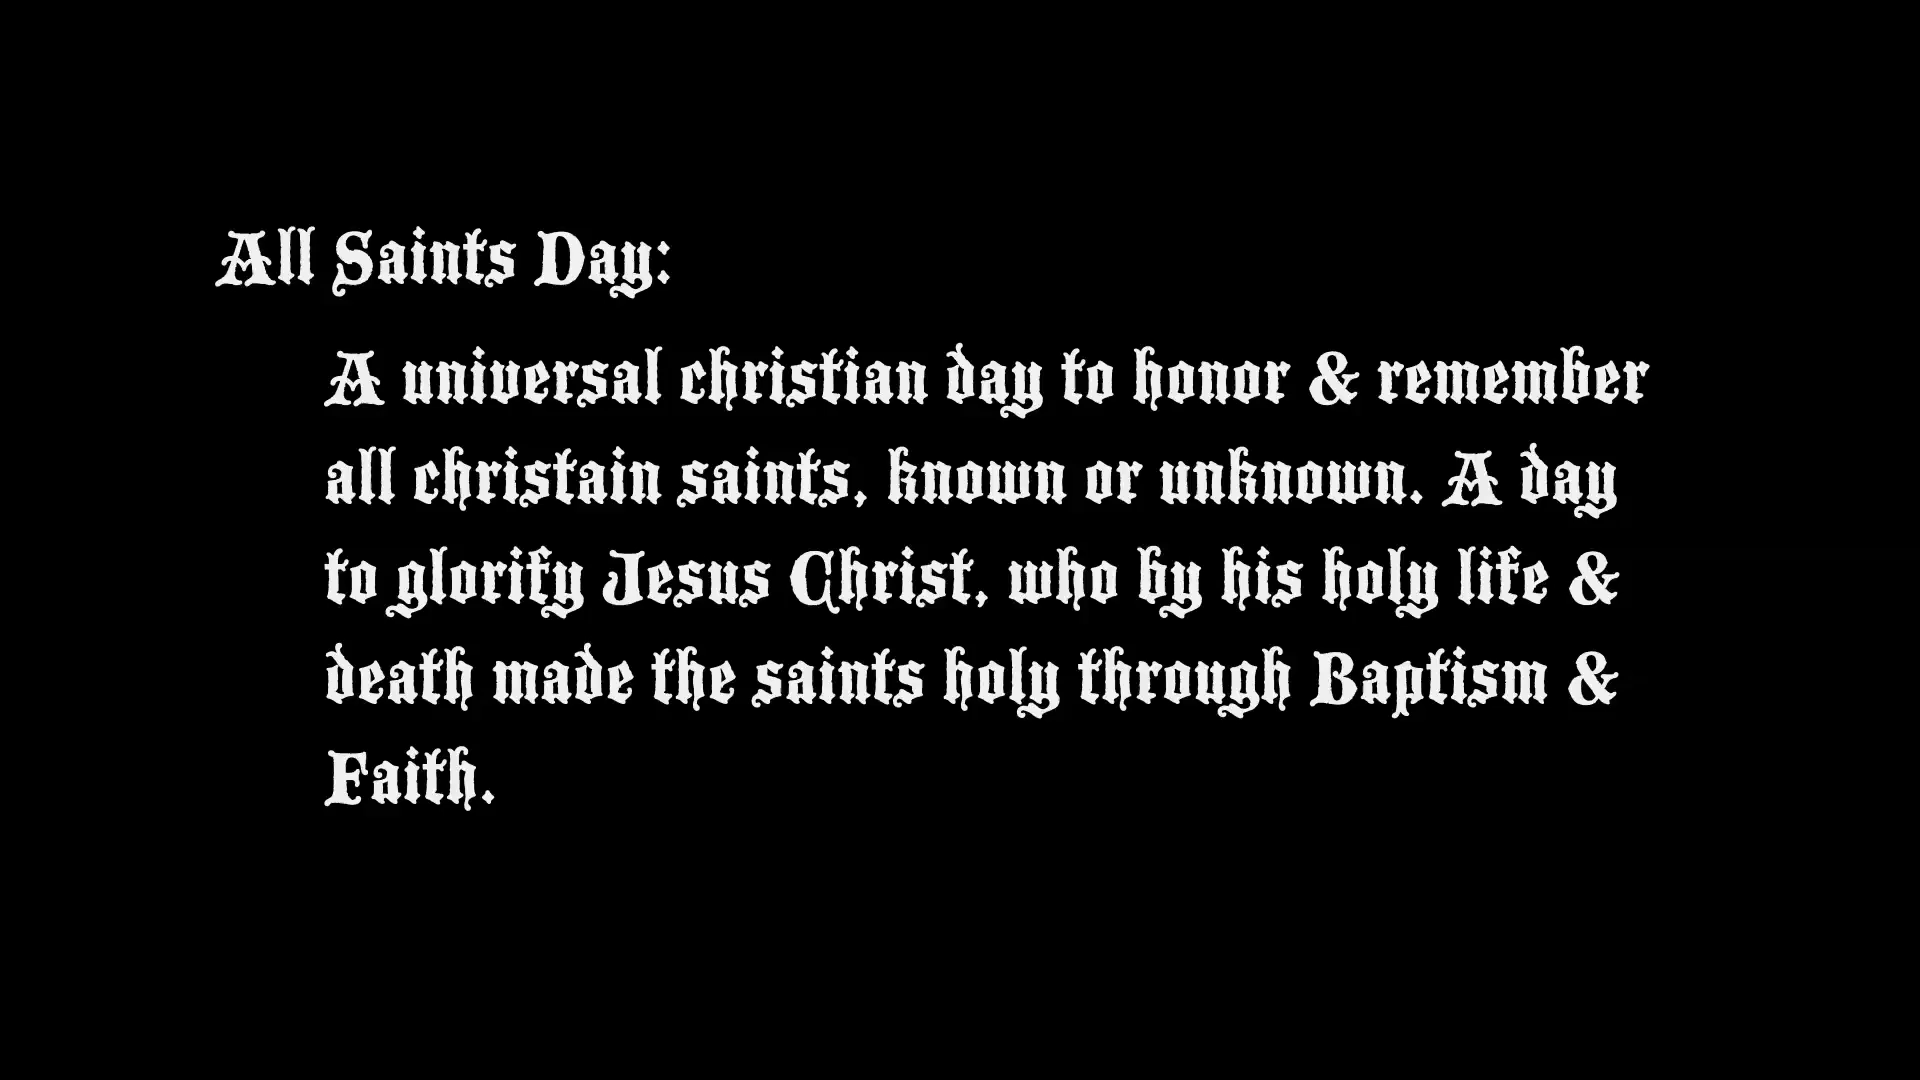 All Saints Day:
A universal christian day to honor & remember
all christain saints, known or unknown. A day
to glorify Jesus Christ, who by his holy life &
death made the saints holy through Baptism &
Faith.